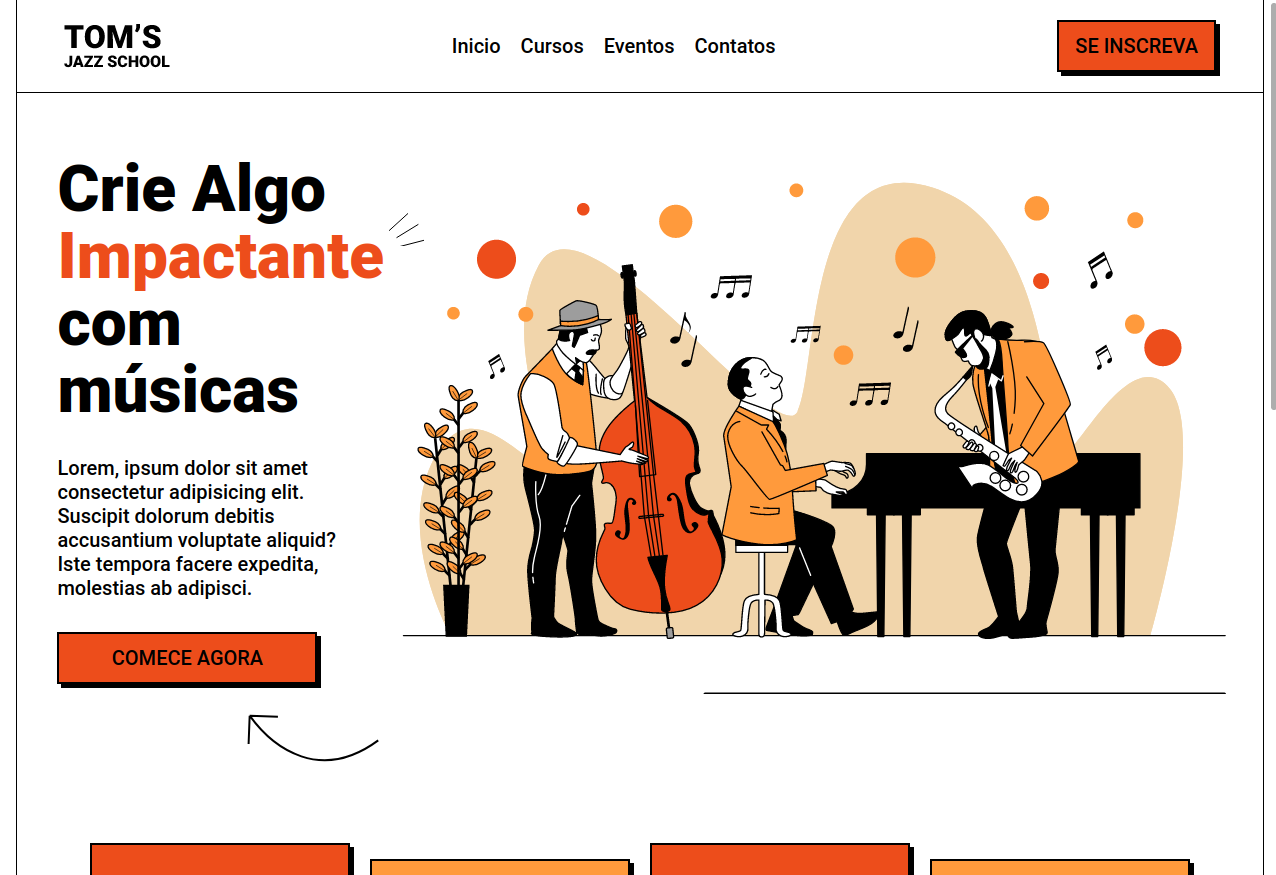 TOM'S
JAZZ SCHOOL
Inicio Cursos Eventos Contatos
SE INSCREVA
Crie Algo
Impactante
com
músicas
Lorem, ipsum dolor sit amet
consectetur adipisicing elit.
Suscipit dolorum debitis
accusantium voluptate aliquid?
Iste tempora facere expedita,
molestias ab adipisci.
COMECE AGORA